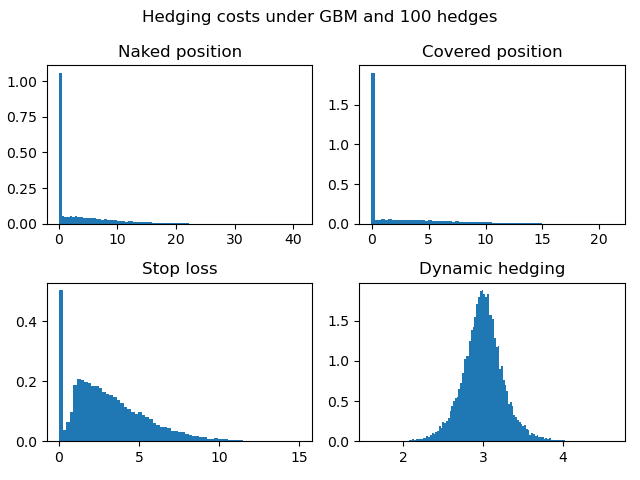 Hedging costs under GBM and 100 hedges
Naked position
1.00
0.75
0.50
0.25
0.00
0 10 20 30 40
Covered position
1.5
1.0
0.5
0.0
0 5 10 15 20
Stop loss
0.4
0.2
0.0
0 5 10 15
Dynamic hedging
1.5
1.0
0.5
0.0
2 3 4